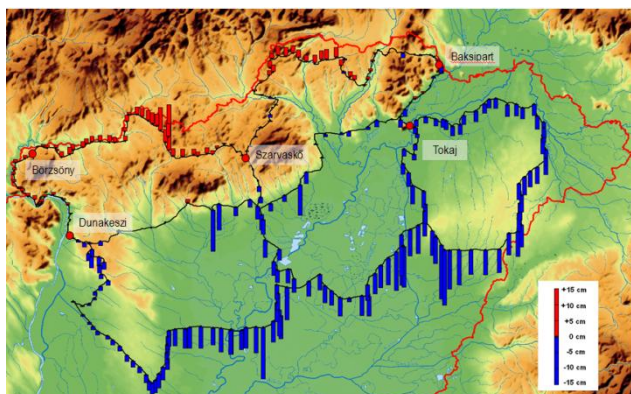 Baksipart
Börzsöny
Szarvaskő
Tokaj
Dunakeszi
+15 cm
+10 cm
+5 cm
0 cm
-5 cm
-10 cm
-15 cm